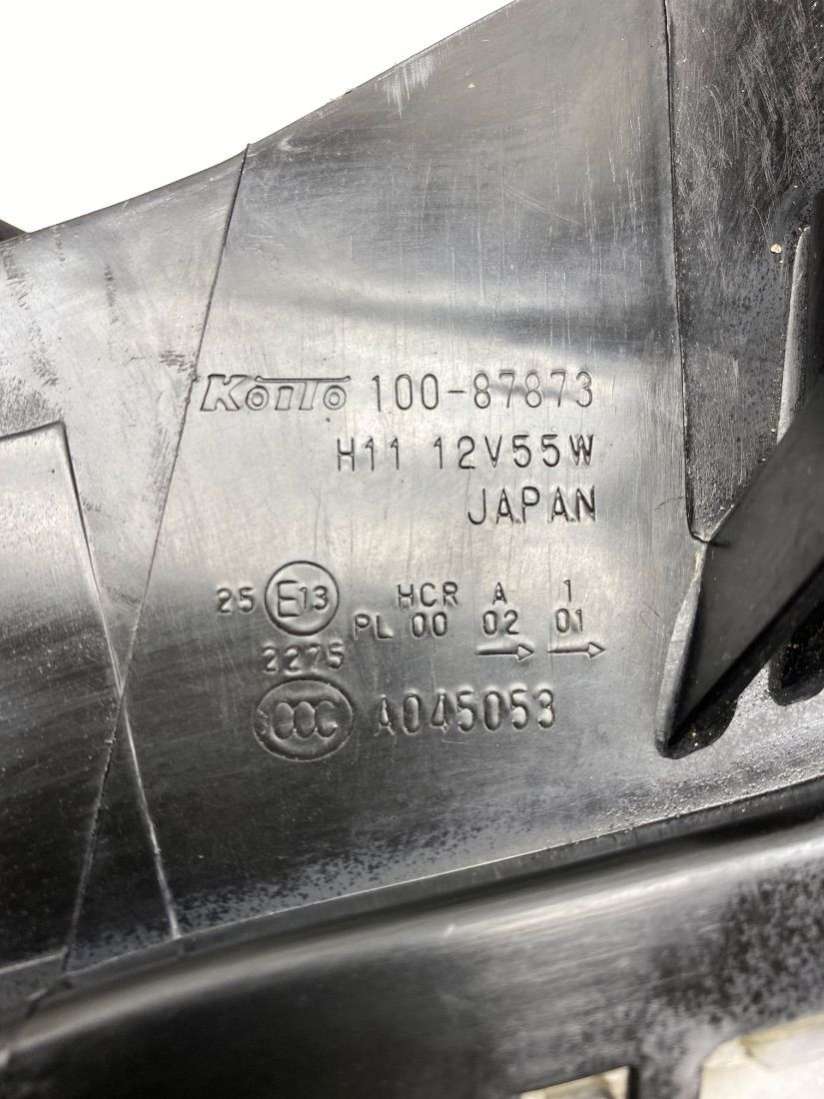 KOITO 100-87873
H11 12V55W
JAPAN
25 E13 HCR A 1
PL 00 02 01
2275 → →
CCC A045053